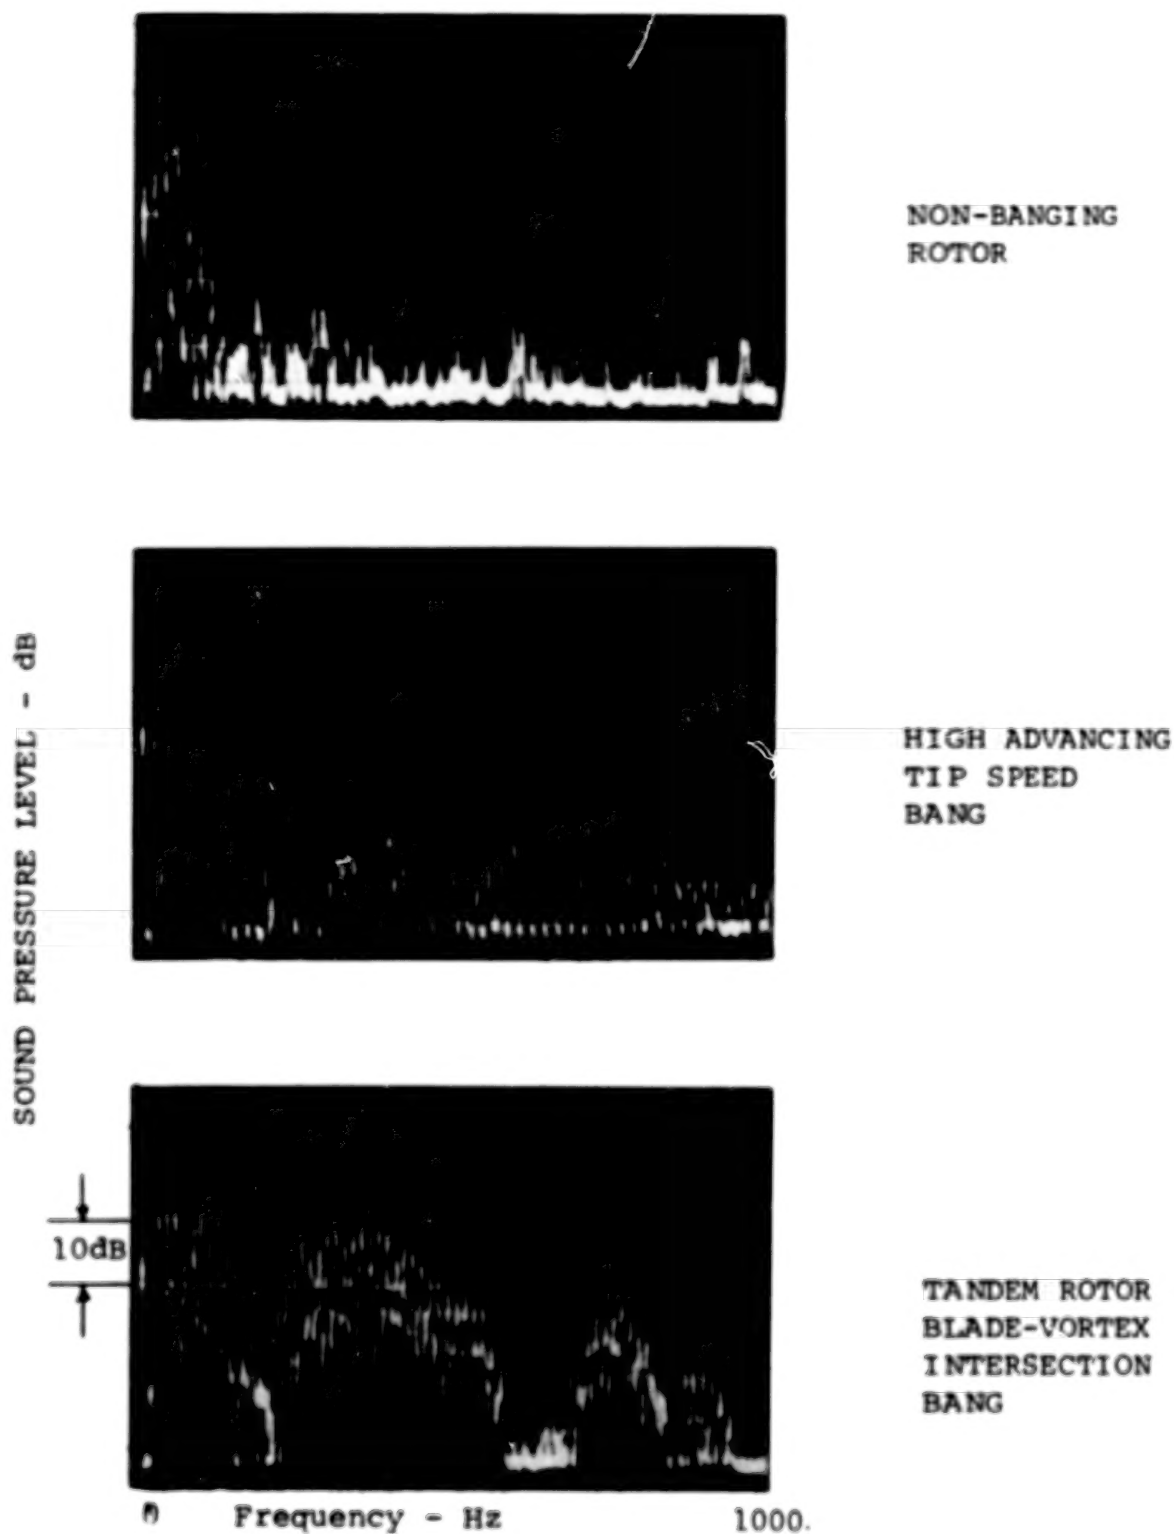 NON-BANGING
ROTOR
SOUND PRESSURE LEVEL - dB
HIGH ADVANCING
TIP SPEED
BANG
10dB
TANDEM ROTOR
BLADE-VORTEX
INTERSECTION
BANG
0 Frequency - Hz 1000.